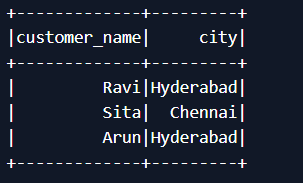 +-------------+---------+
|customer_name|     city|
+-------------+---------+
|         Ravi|Hyderabad|
|         Sita|  Chennai|
|         Arun|Hyderabad|
+-------------+---------+